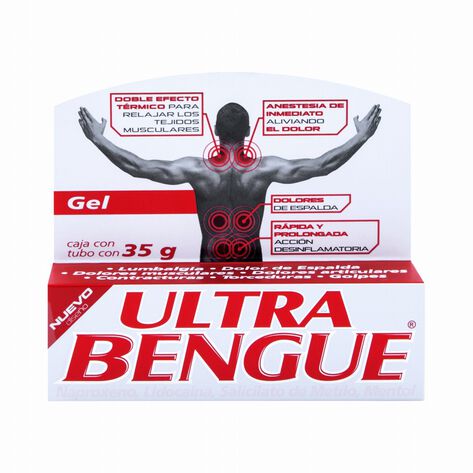 DOBLE EFECTO
TÉRMICO PARA
RELAJAR LOS
TEJIDOS
MUSCULARES
ANESTESIA DE
INMEDIATO
ALIVIANDO
EL DOLOR
Gel
DOLORES
DE ESPALDA
RÁPIDA Y
PROLONGADA
ACCIÓN
DESINFLAMATORIA
caja con
tubo con 35 g
• Lumbalgia • Dolor de Espalda
• Dolores musculares • Dolores articulares
• Contracturas • Torceduras • Golpes
NUEVO
diseño
ULTRA
BENGUE®
Naproxeno, Lidocaína, Salicilato de Metilo, Mentol